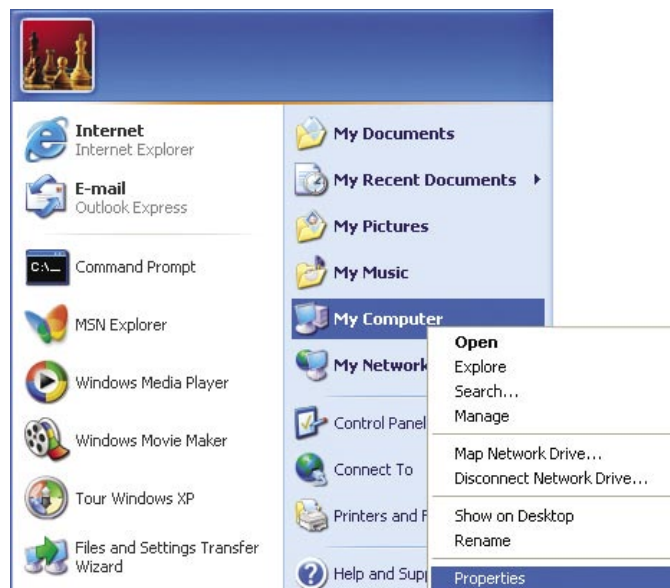 Internet
Internet Explorer
E-mail
Outlook Express
C:\_
Command Prompt
MSN Explorer
Windows Media Player
Windows Movie Maker
Tour Windows XP
Files and Settings Transfer
Wizard
My Documents
My Recent Documents
My Pictures
My Music
My Computer
My Network
Control Panel
Connect To
Printers and F
Help and Supp
Open
Explore
Search...
Manage
Map Network Drive...
Disconnect Network Drive...
Show on Desktop
Rename
Properties